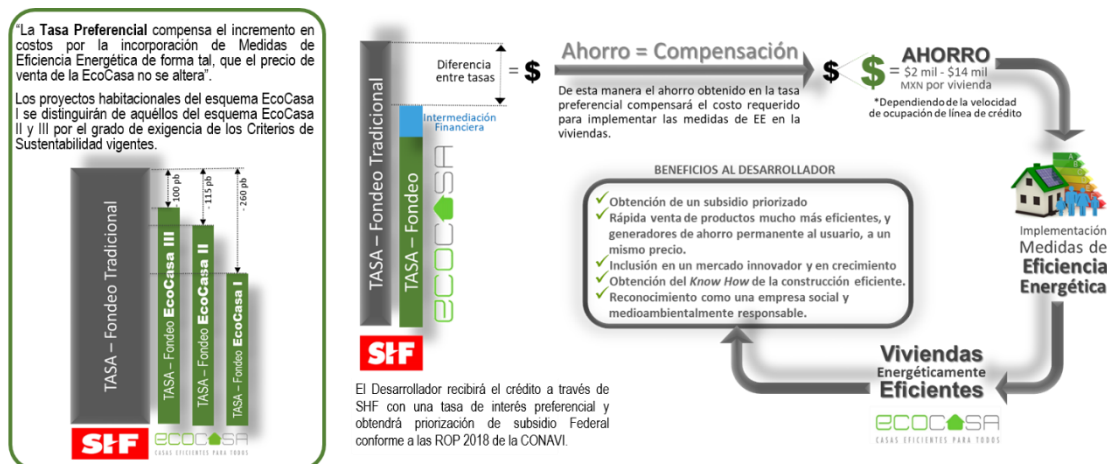 “La Tasa Preferencial compensa el incremento en
costos por la incorporación de Medidas de
Eficiencia Energética de forma tal, que el precio de
venta de la EcoCasa no se altera”.
Los proyectos habitacionales del esquema EcoCasa
I se distinguirán de aquéllos del esquema EcoCasa
II y III por el grado de exigencia de los Criterios de
Sustentabilidad vigentes.
- 100 pb
- 115 pb
- 260 pb
TASA – Fondeo Tradicional
TASA – Fondeo EcoCasa III
TASA – Fondeo EcoCasa II
TASA – Fondeo EcoCasa I
SHF
ECOCASA
CASAS EFICIENTES PARA TODOS
TASA – Fondeo Tradicional
TASA – Fondeo
ECOCASA
Diferencia
entre tasas
= $
Intermediación
Financiera
SHF
Ahorro = Compensación
De esta manera el ahorro obtenido en la tasa
preferencial compensará el costo requerido
para implementar las medidas de EE en la
viviendas.
$ $ =
AHORRO
$2 mil - $14 mil
MXN por vivienda
*Dependiendo de la velocidad
de ocupación de línea de crédito
A
B
Implementación
Medidas de
Eficiencia
Energética
BENEFICIOS AL DESARROLLADOR
✓ Obtención de un subsidio priorizado
✓ Rápida venta de productos mucho más eficientes, y
generadores de ahorro permanente al usuario, a un
mismo precio.
✓ Inclusión en un mercado innovador y en crecimiento
✓ Obtención del Know How de la construcción eficiente.
✓ Reconocimiento como una empresa social y
medioambientalmente responsable.
Viviendas
Energéticamente
Eficientes
ECOCASA
CASAS EFICIENTES PARA TODOS
El Desarrollador recibirá el crédito a través de
SHF con una tasa de interés preferencial y
obtendrá priorización de subsidio Federal
conforme a las ROP 2018 de la CONAVI.